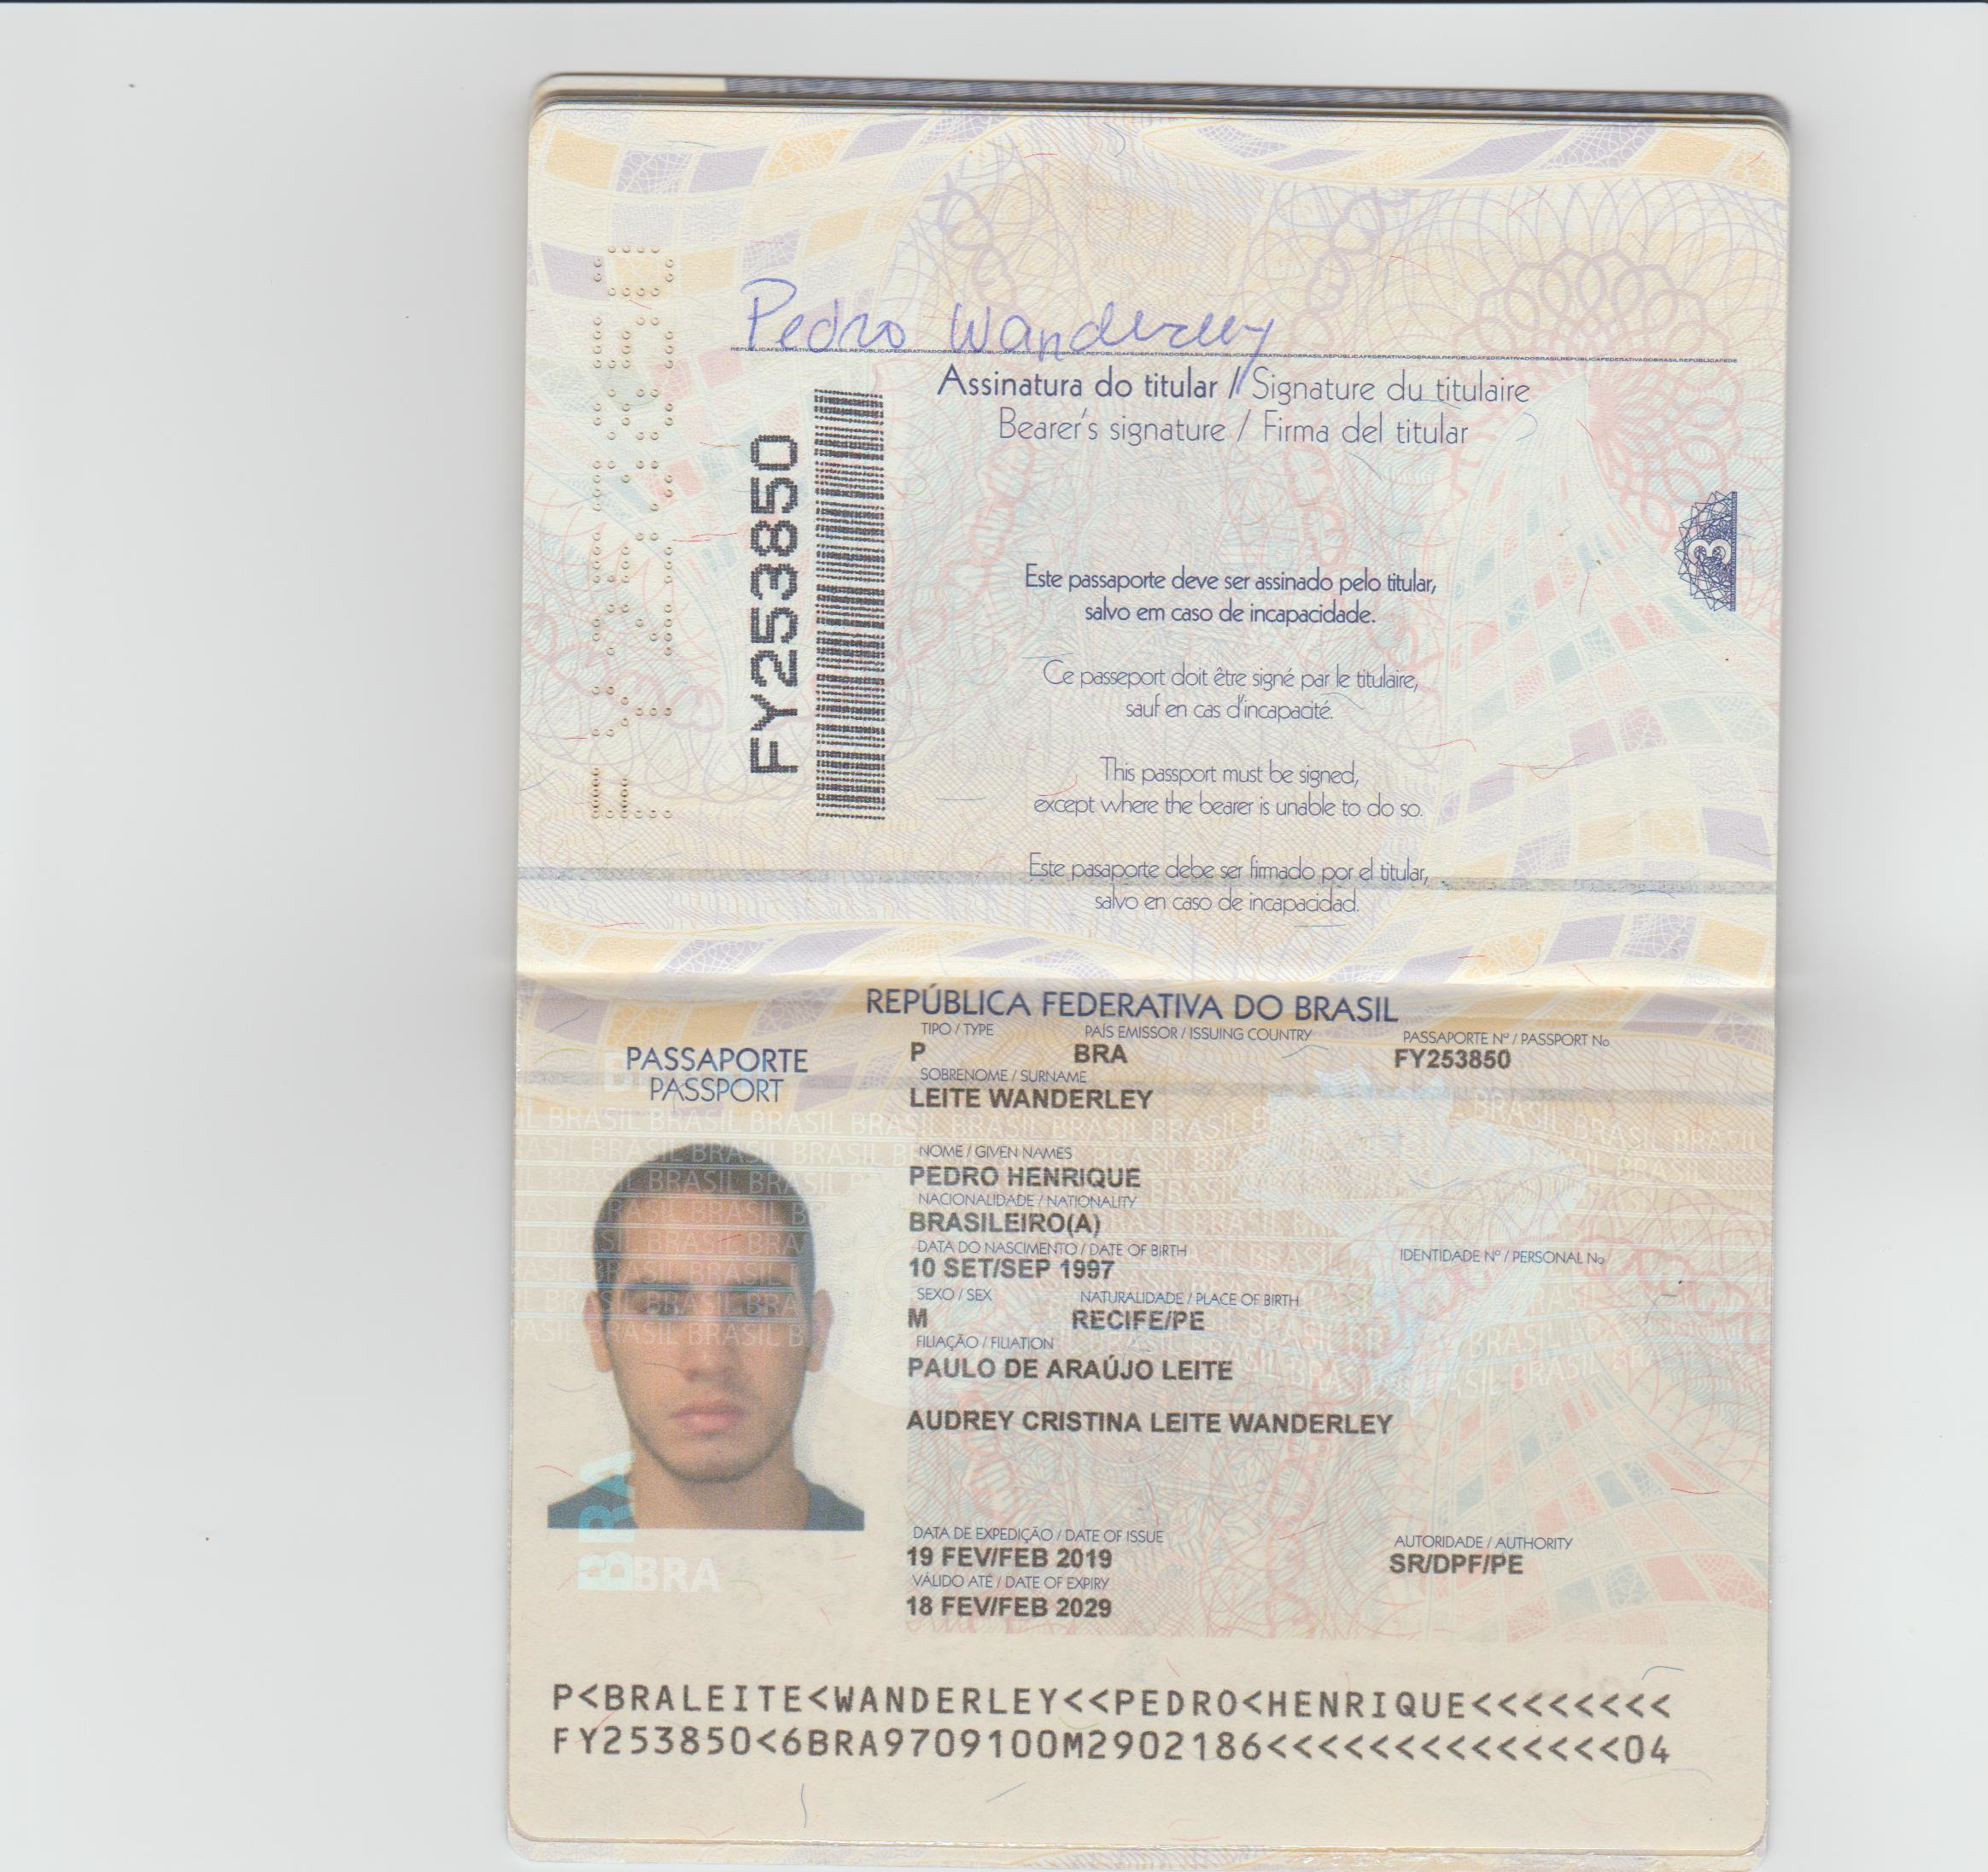 Pedro Wanderley
Assinatura do titular / Signature du titulaire
Bearer's signature / Firma del titular
FY253850
3
Este passaporte deve ser assinado pelo titular,
salvo em caso de incapacidade.
Ce passeport doit être signé par le titulaire,
sauf en cas d'incapacité.
This passport must be signed,
except where the bearer is unable to do so.
Este pasaporte debe ser firmado por el titular,
salvo en caso de incapacidad.
REPÚBLICA FEDERATIVA DO BRASIL
PASSAPORTE
PASSPORT
TIPO / TYPE PAÍS EMISSOR / ISSUING COUNTRY PASSAPORTE Nº / PASSPORT No
P BRA FY253850
SOBRENOME / SURNAME
LEITE WANDERLEY
NOME / GIVEN NAMES
PEDRO HENRIQUE
NACIONALIDADE / NATIONALITY
BRASILEIRO(A)
DATA DO NASCIMENTO / DATE OF BIRTH IDENTIDADE Nº / PERSONAL No
10 SET/SEP 1997
SEXO / SEX NATURALIDADE / PLACE OF BIRTH
M RECIFE/PE
FILIAÇÃO / FILIATION
PAULO DE ARAÚJO LEITE
AUDREY CRISTINA LEITE WANDERLEY
DATA DE EXPEDIÇÃO / DATE OF ISSUE AUTORIDADE / AUTHORITY
19 FEV/FEB 2019 SR/DPF/PE
VÁLIDO ATÉ / DATE OF EXPIRY
18 FEV/FEB 2029
BRA
BRA
P<BRALEITE<WANDERLEY<<PEDRO<HENRIQUE<<<<<<<<
FY253850<6BRA9709100M2902186<<<<<<<<<<<<<<04